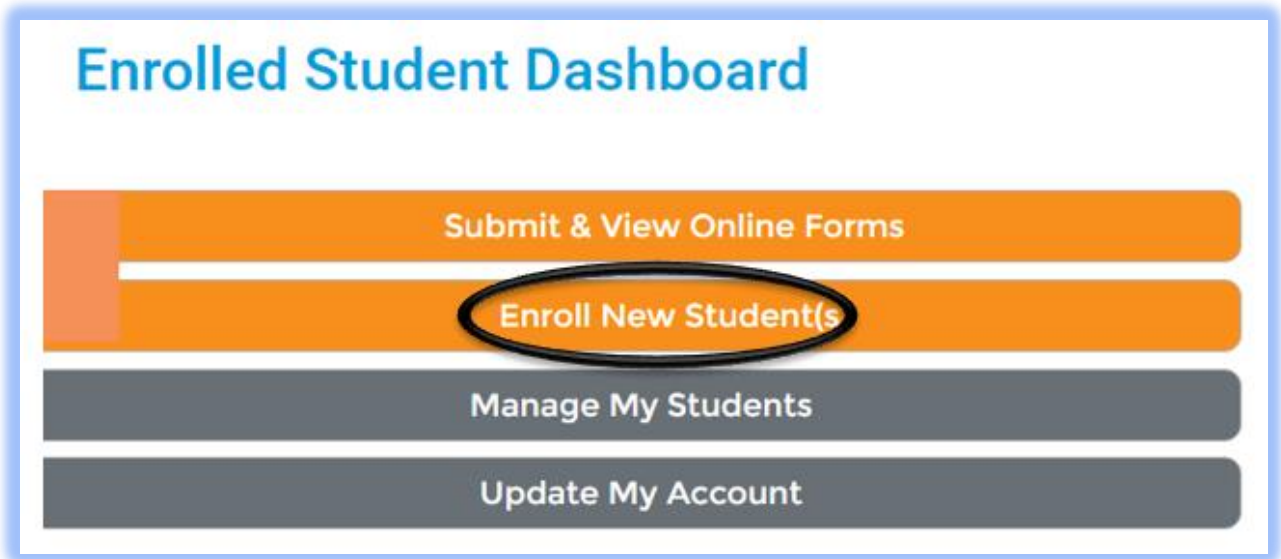 Enrolled Student Dashboard
Submit & View Online Forms
Enroll New Student(s
Manage My Students
Update My Account